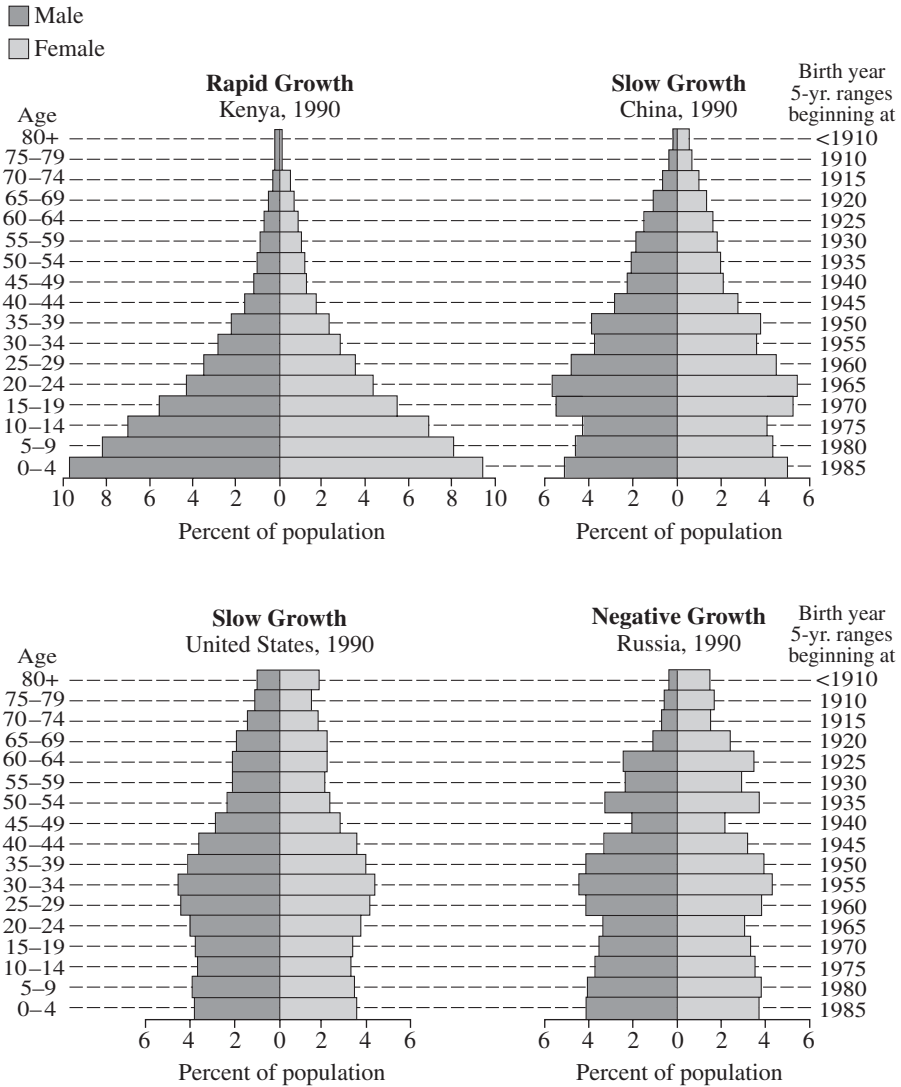 Male
Female
Rapid Growth
Kenya, 1990
Slow Growth
China, 1990
Birth year
5-yr. ranges
beginning at
Age
80+
75–79
70–74
65–69
60–64
55–59
50–54
45–49
40–44
35–39
30–34
25–29
20–24
15–19
10–14
5–9
0–4
<1910
1910
1915
1920
1925
1930
1935
1940
1945
1950
1955
1960
1965
1970
1975
1980
1985
10 8 6 4 2 0 2 4 6 8 10
6 4 2 0 2 4 6
Percent of population
Percent of population
Slow Growth
United States, 1990
Negative Growth
Russia, 1990
Birth year
5-yr. ranges
beginning at
Age
80+
75–79
70–74
65–69
60–64
55–59
50–54
45–49
40–44
35–39
30–34
25–29
20–24
15–19
10–14
5–9
0–4
<1910
1910
1915
1920
1925
1930
1935
1940
1945
1950
1955
1960
1965
1970
1975
1980
1985
6 4 2 0 2 4 6
6 4 2 0 2 4 6
Percent of population
Percent of population